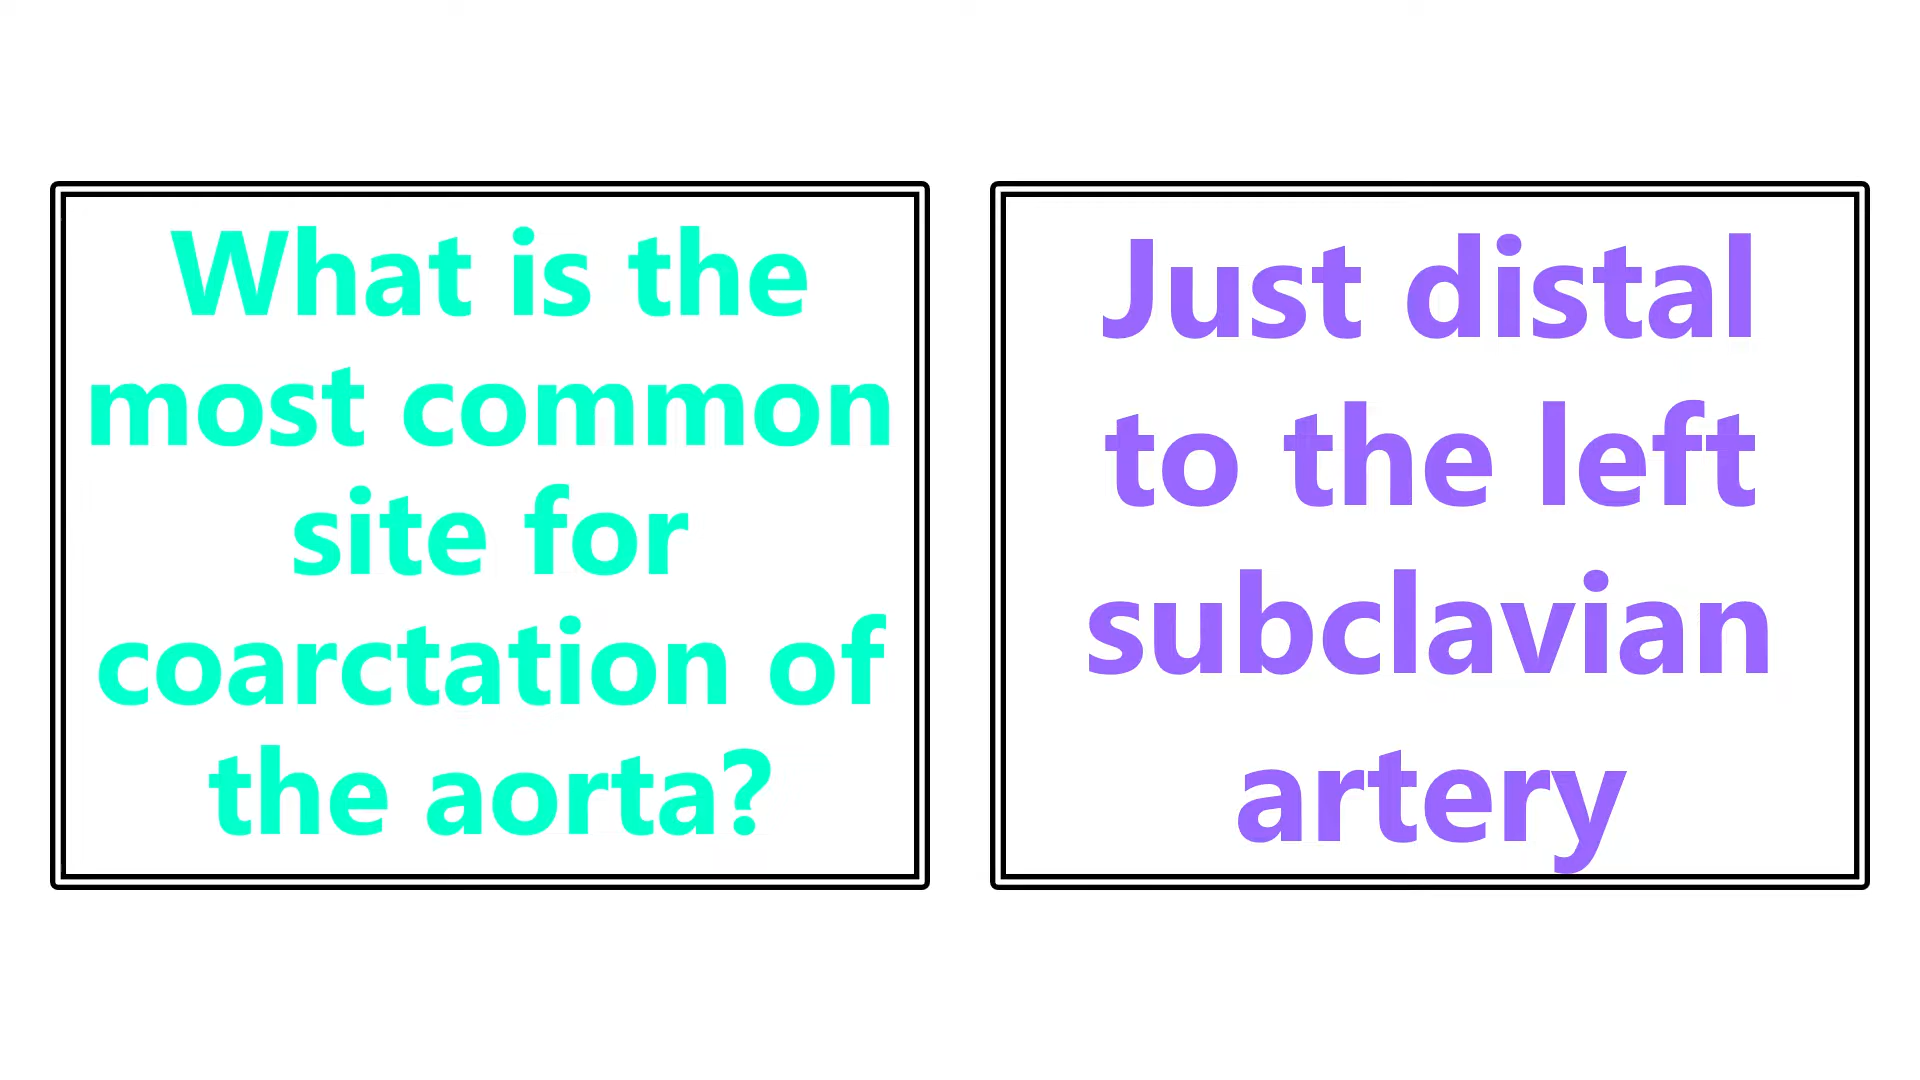 What is the
most common
site for
coarctation of
the aorta?
Just distal
to the left
subclavian
artery